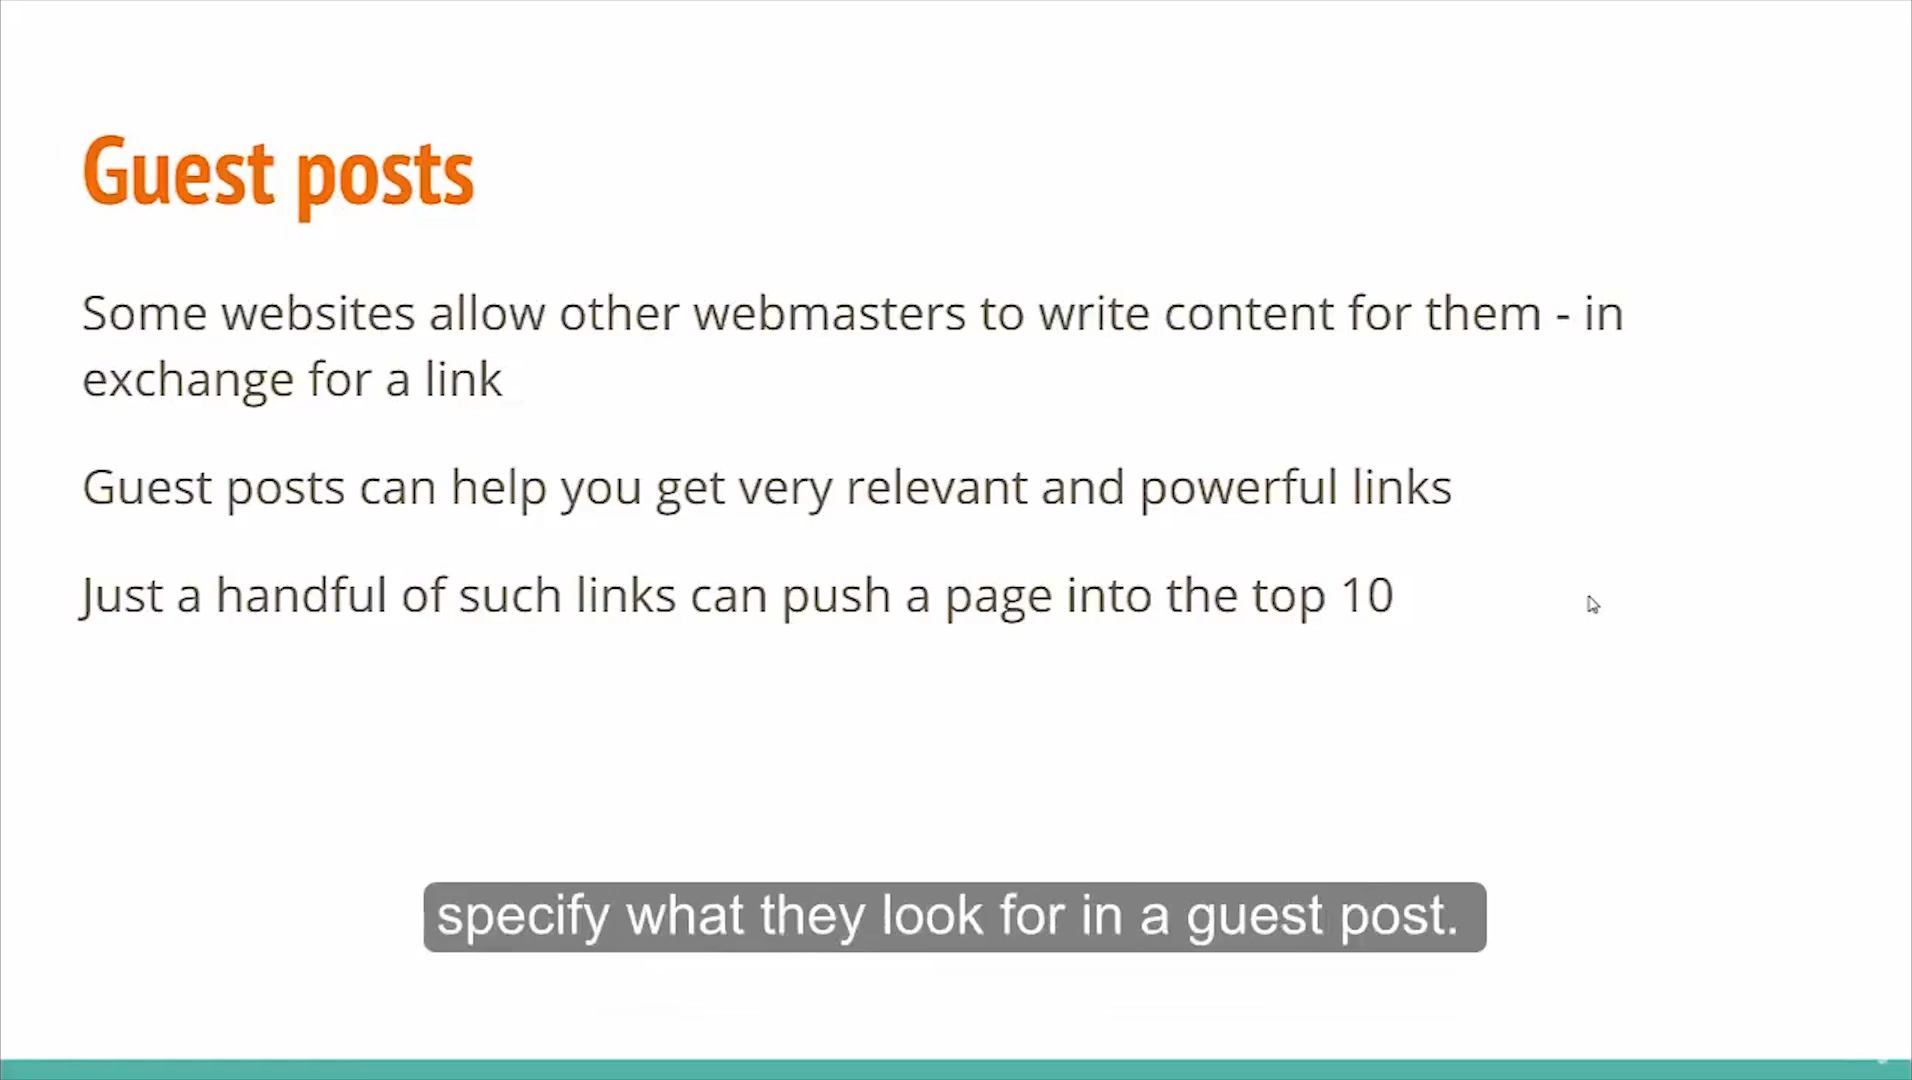 Guest posts
Some websites allow other webmasters to write content for them - in
exchange for a link
Guest posts can help you get very relevant and powerful links
Just a handful of such links can push a page into the top 10
specify what they look for in a guest post.